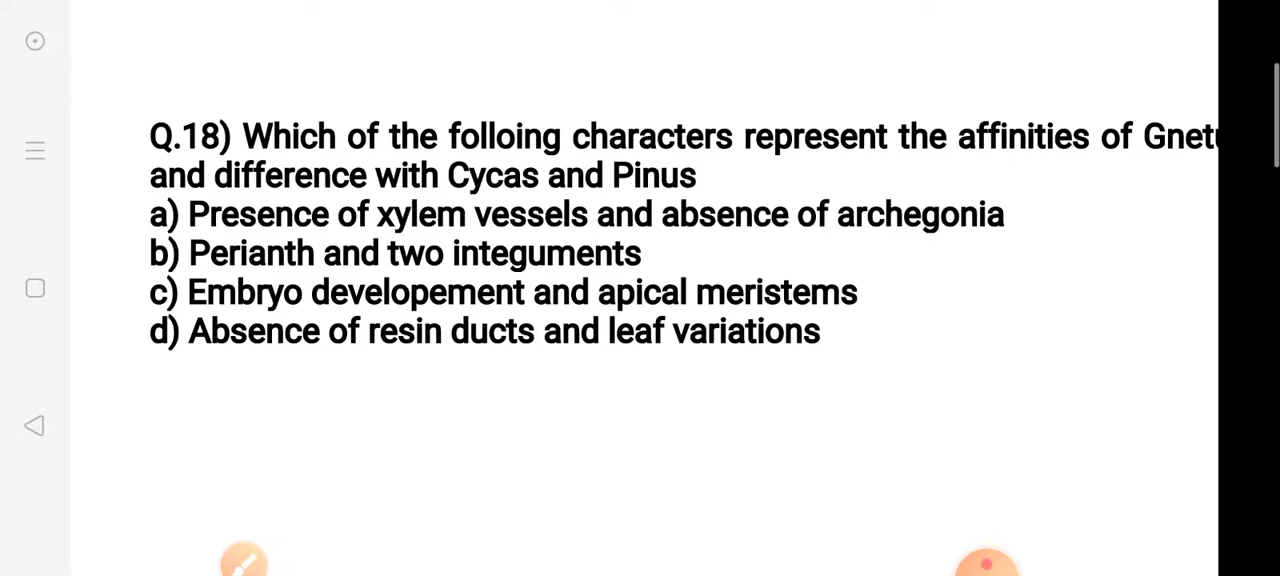 Q.18) Which of the folloing characters represent the affinities of Gnetu
and difference with Cycas and Pinus
a) Presence of xylem vessels and absence of archegonia
b) Perianth and two integuments
c) Embryo developement and apical meristems
d) Absence of resin ducts and leaf variations